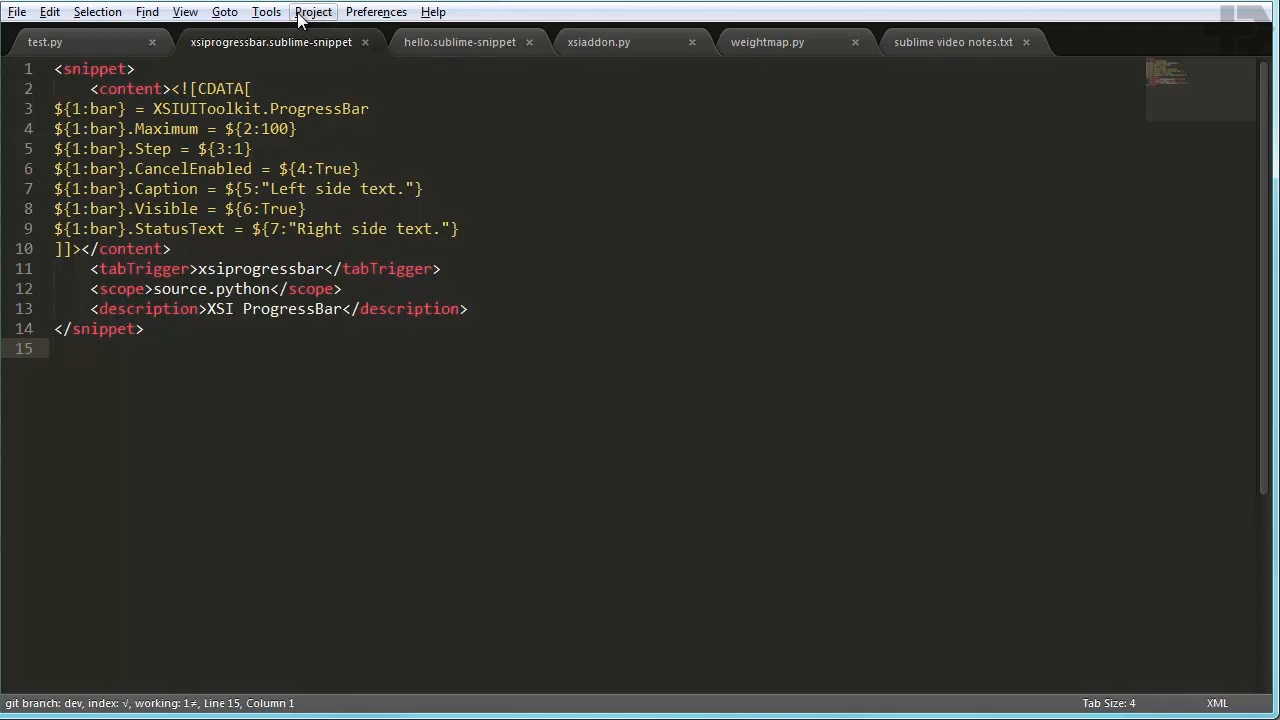 File Edit Selection Find View Goto Tools Project Preferences Help
test.py × xsiprogressbar.sublime-snippet × hello.sublime-snippet × xsiaddon.py × weightmap.py × sublime video notes.txt ×
1 <snippet>
2     <content><![CDATA[
3 ${1:bar} = XSIUIToolkit.ProgressBar
4 ${1:bar}.Maximum = ${2:100}
5 ${1:bar}.Step = ${3:1}
6 ${1:bar}.CancelEnabled = ${4:True}
7 ${1:bar}.Caption = ${5:"Left side text."}
8 ${1:bar}.Visible = ${6:True}
9 ${1:bar}.StatusText = ${7:"Right side text."}
10 ]]></content>
11     <tabTrigger>xsiprogressbar</tabTrigger>
12     <scope>source.python</scope>
13     <description>XSI ProgressBar</description>
14 </snippet>
15
git branch: dev, index: √, working: 1≠, Line 15, Column 1 Tab Size: 4 XML